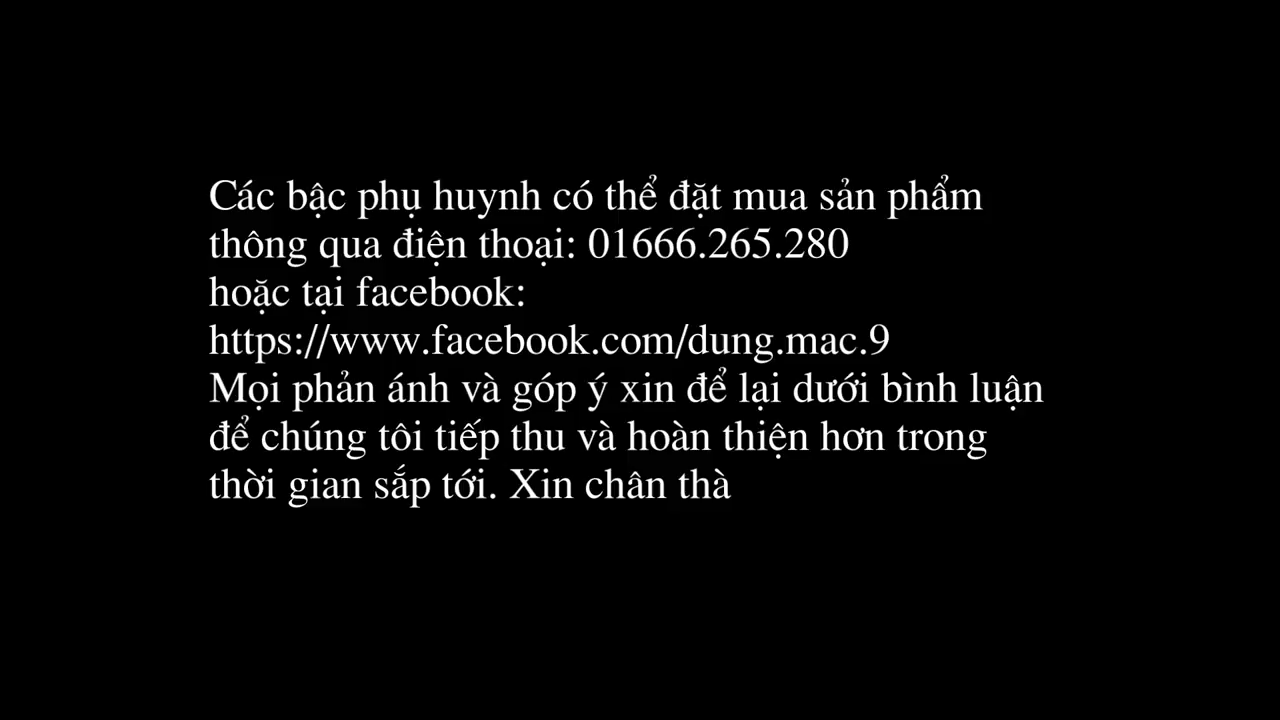 Các bậc phụ huynh có thể đặt mua sản phẩm
thông qua điện thoại: 01666.265.280
hoặc tại facebook:
https://www.facebook.com/dung.mac.9
Mọi phản ánh và góp ý xin để lại dưới bình luận
để chúng tôi tiếp thu và hoàn thiện hơn trong
thời gian sắp tới. Xin chân thà